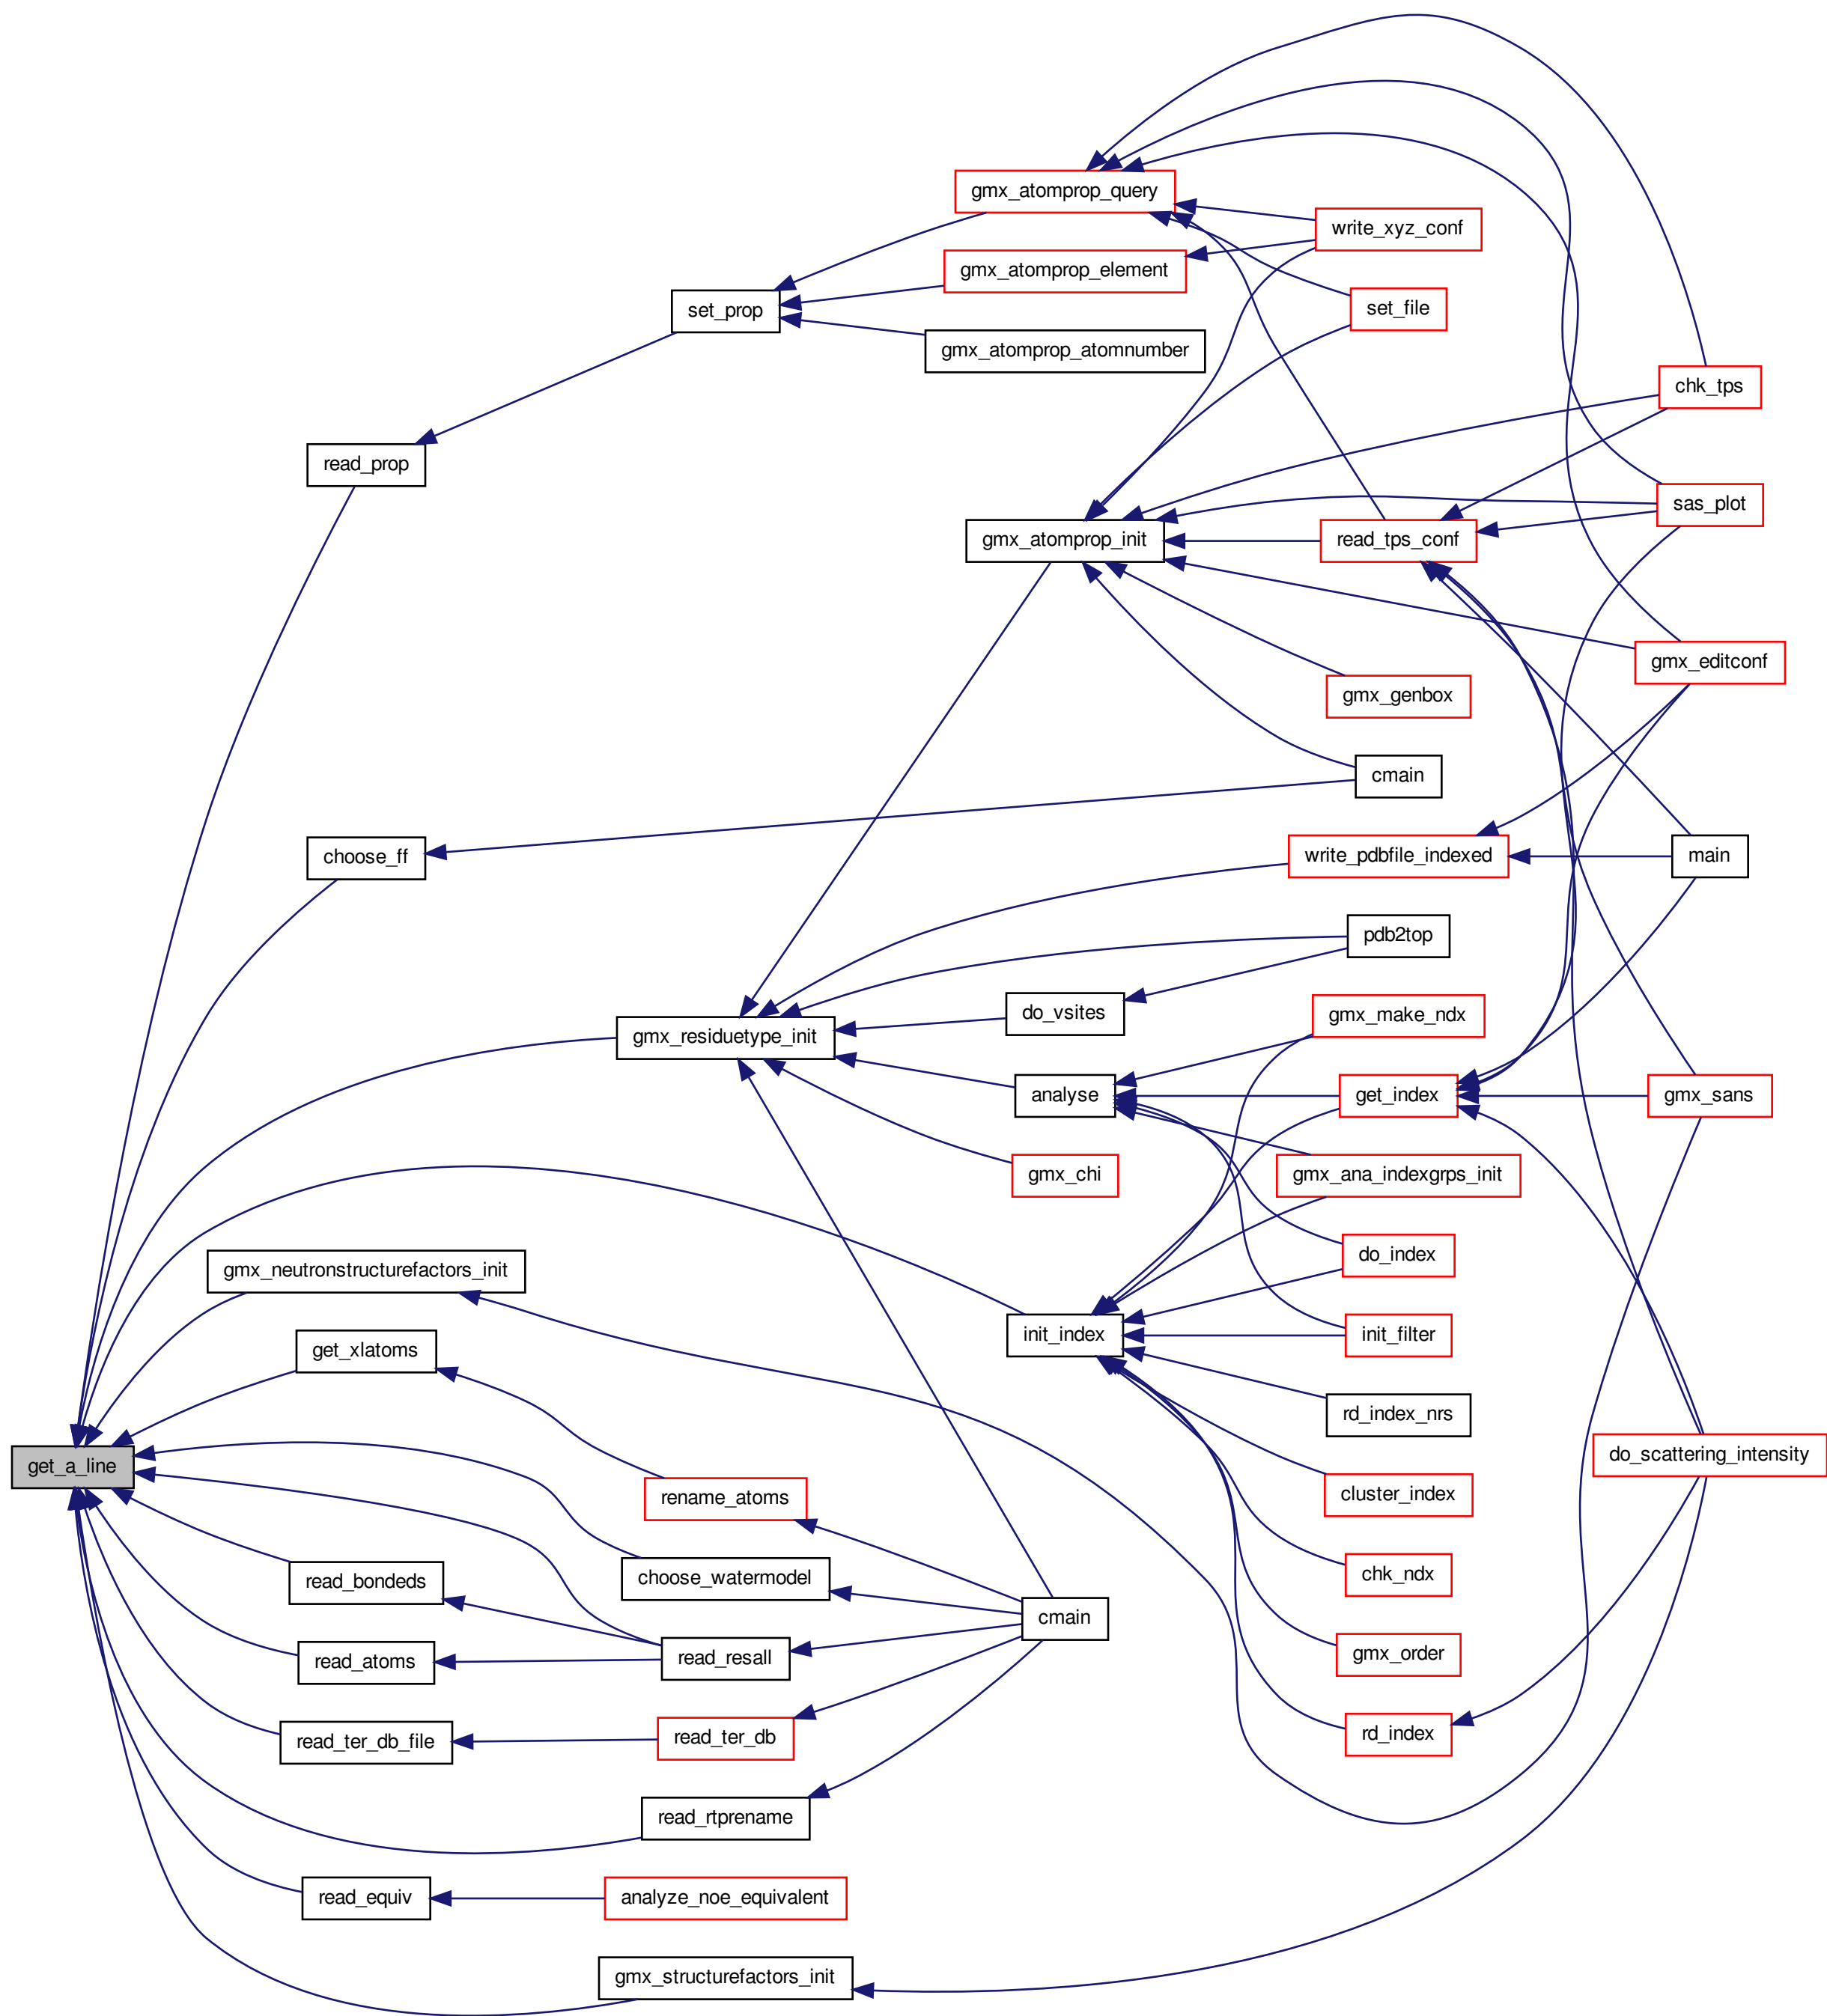 gmx_atomprop_query
write_xyz_conf
gmx_atomprop_element
set_file
set_prop
gmx_atomprop_atomnumber
chk_tps
read_prop
sas_plot
gmx_atomprop_init
read_tps_conf
gmx_editconf
gmx_genbox
cmain
choose_ff
write_pdbfile_indexed
main
pdb2top
do_vsites
gmx_make_ndx
gmx_residuetype_init
analyse
get_index
gmx_sans
gmx_chi
gmx_ana_indexgrps_init
do_index
gmx_neutronstructurefactors_init
init_index
init_filter
get_xlatoms
rd_index_nrs
get_a_line
do_scattering_intensity
rename_atoms
cluster_index
choose_watermodel
chk_ndx
read_bondeds
cmain
read_atoms
read_resall
gmx_order
read_ter_db_file
read_ter_db
rd_index
read_rtprename
read_equiv
analyze_noe_equivalent
gmx_structurefactors_init